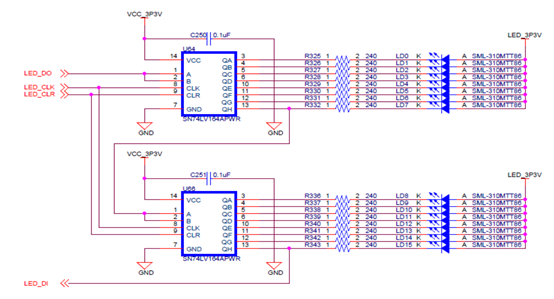 VCC_3P3V
LED_3P3V
C250 0.1uF
U64
14 VCC QA 3 R325 1 2 240 LD0 K A SML-310MTT86
QB 4 R326 1 2 240 LD1 K A SML-310MTT86
LED_DO 1 A QC 5 R327 1 2 240 LD2 K A SML-310MTT86
2 B QD 6 R328 1 2 240 LD3 K A SML-310MTT86
LED_CLK 8 CLK QE 10 R329 1 2 240 LD4 K A SML-310MTT86
LED_CLR 9 CLR QF 11 R330 1 2 240 LD5 K A SML-310MTT86
QG 12 R331 1 2 240 LD6 K A SML-310MTT86
7 GND QH 13 R332 1 2 240 LD7 K A SML-310MTT86
SN74LV164APWR
GND
GND
VCC_3P3V
LED_3P3V
C251 0.1uF
U66
14 VCC QA 3 R336 1 2 240 LD8 K A SML-310MTT86
QB 4 R337 1 2 240 LD9 K A SML-310MTT86
1 A QC 5 R338 1 2 240 LD10 K A SML-310MTT86
2 B QD 6 R339 1 2 240 LD11 K A SML-310MTT86
8 CLK QE 10 R340 1 2 240 LD12 K A SML-310MTT86
9 CLR QF 11 R341 1 2 240 LD13 K A SML-310MTT86
QG 12 R342 1 2 240 LD14 K A SML-310MTT86
7 GND QH 13 R343 1 2 240 LD15 K A SML-310MTT86
SN74LV164APWR
GND
GND
LED_DI